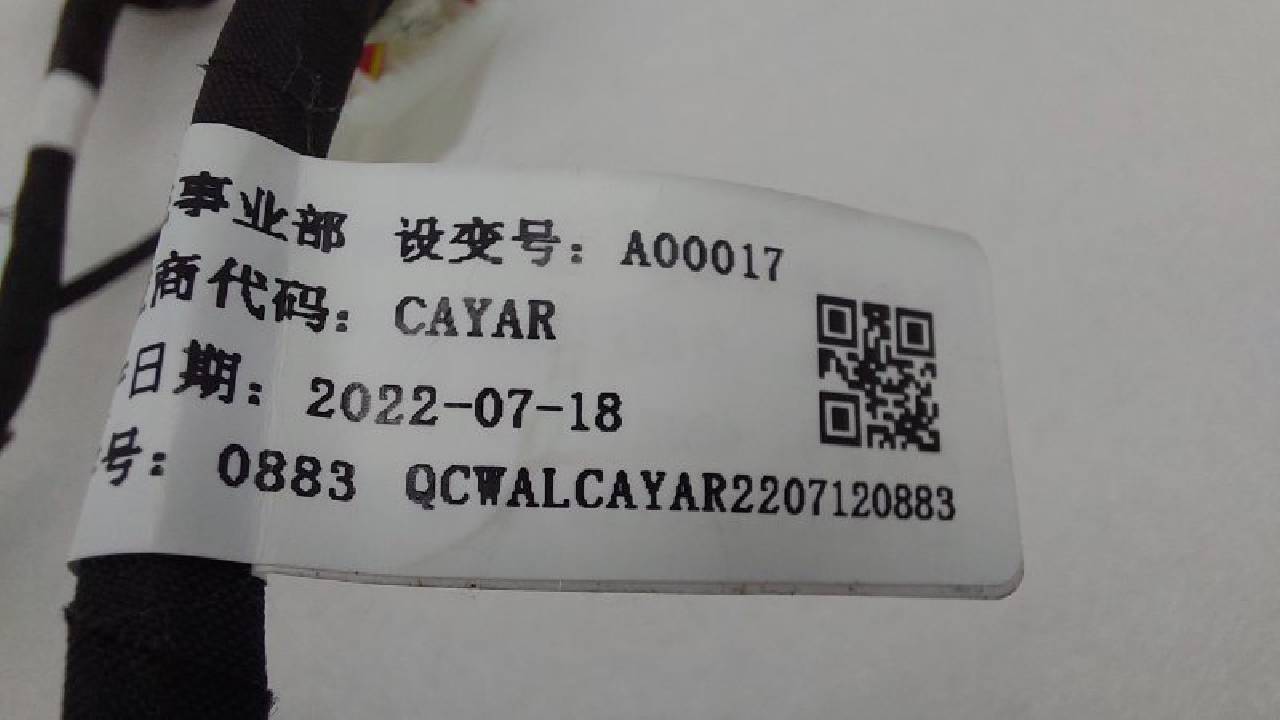 事业部 设变号：A00017
商代码：CAYAR
日期：2022-07-18
号：0883 QCWALCAYAR2207120883